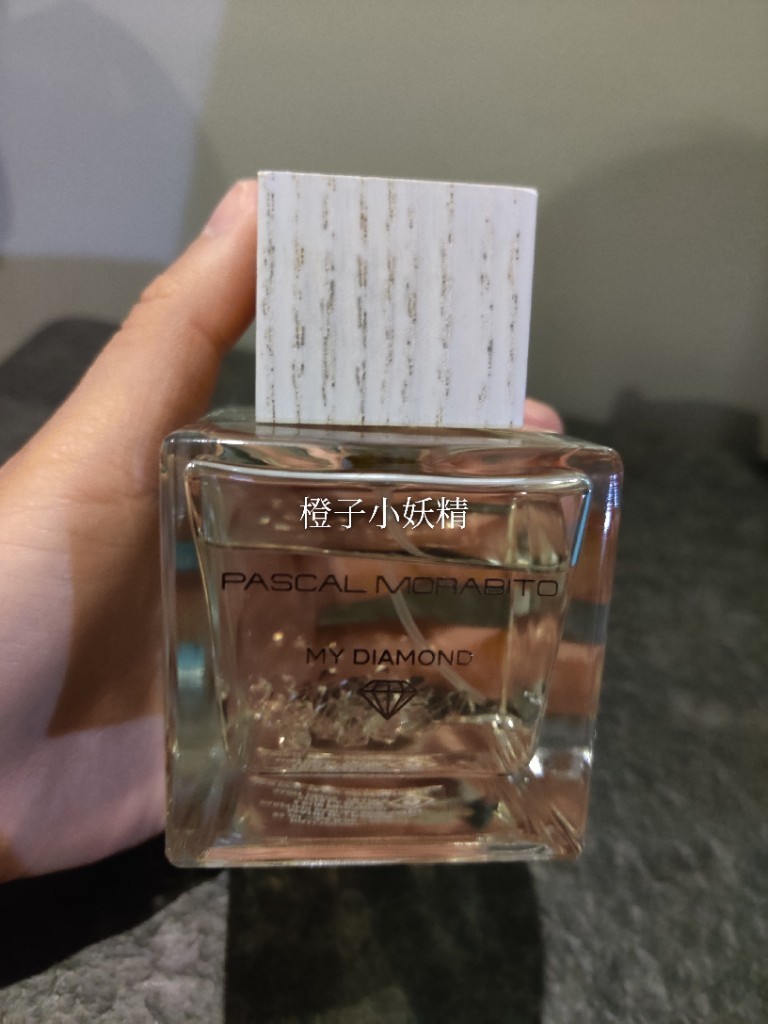 橙子小妖精
PASCAL MORABITO
MY DIAMOND